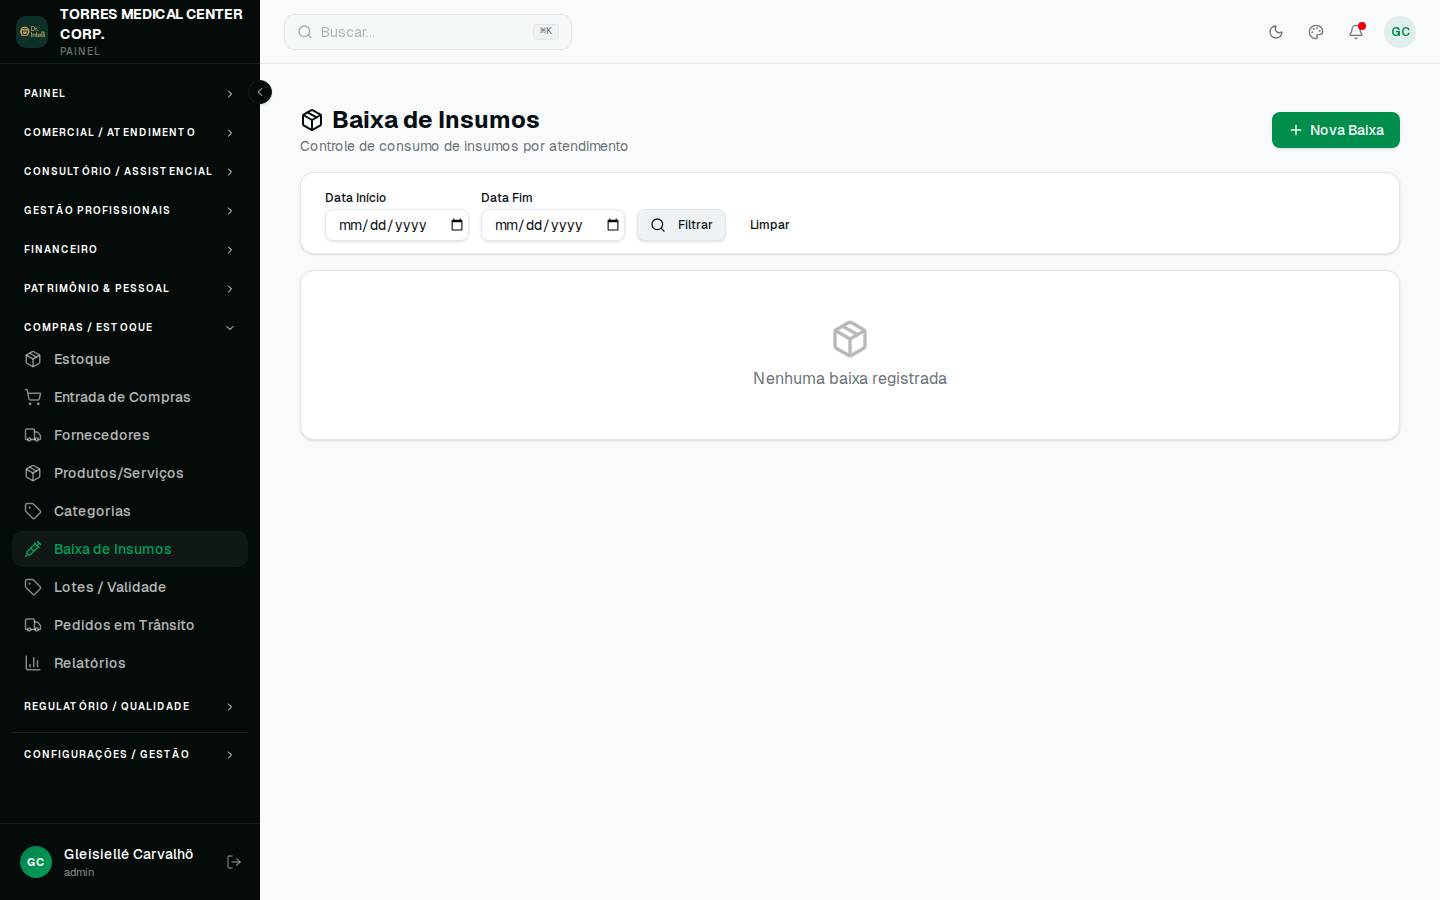 TORRES MEDICAL CENTER
CORP.
PAINEL
Buscar...
⌘K
GC
PAINEL
COMERCIAL / ATENDIMENTO
CONSULTÓRIO / ASSISTENCIAL
GESTÃO PROFISSIONAIS
FINANCEIRO
PATRIMÔNIO & PESSOAL
COMPRAS / ESTOQUE
Estoque
Entrada de Compras
Fornecedores
Produtos/Serviços
Categorias
Baixa de Insumos
Lotes / Validade
Pedidos em Trânsito
Relatórios
REGULATÓRIO / QUALIDADE
CONFIGURAÇÕES / GESTÃO
GC
Gleisiellé Carvalhö
admin
Baixa de Insumos
Controle de consumo de insumos por atendimento
Nova Baixa
Data Início
Data Fim
mm/dd/yyyy
mm/dd/yyyy
Filtrar
Limpar
Nenhuma baixa registrada